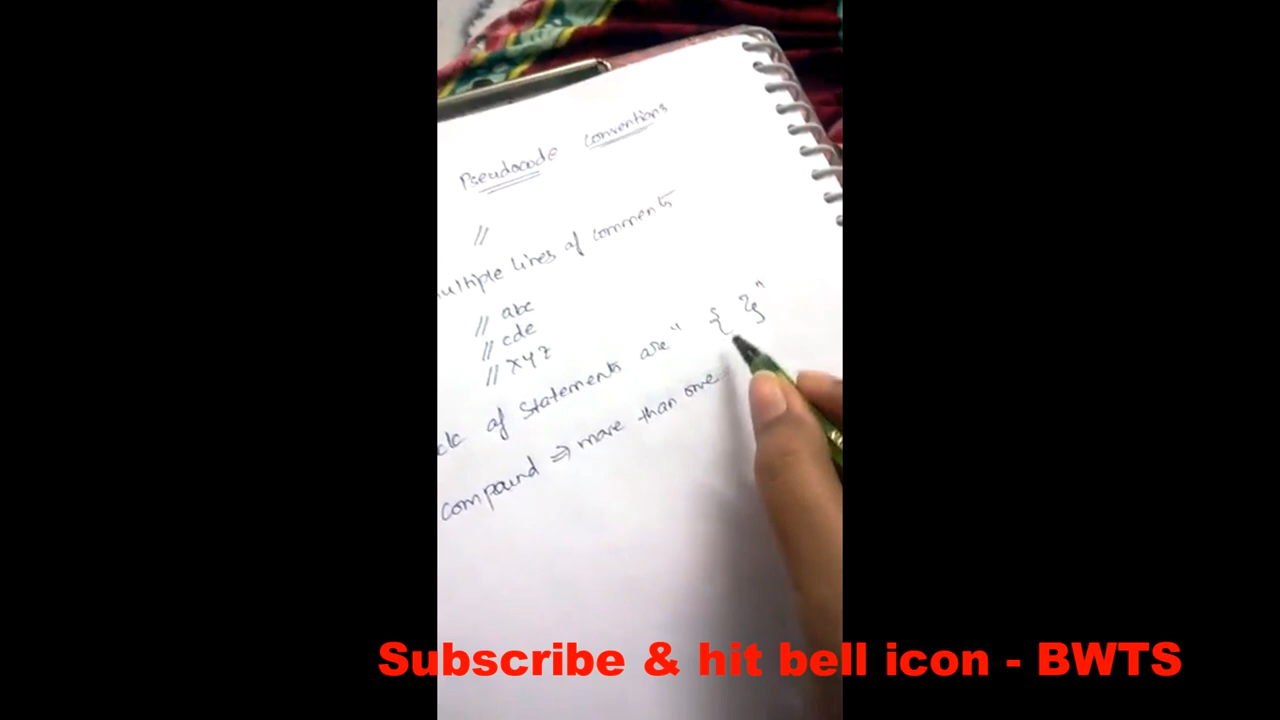 Pseudocode Conventions
//
multiple lines of comments
// abc
// cde
// xyz
of Statements are " { } "
compound ⇒ more than one
Subscribe & hit bell icon - BWTS